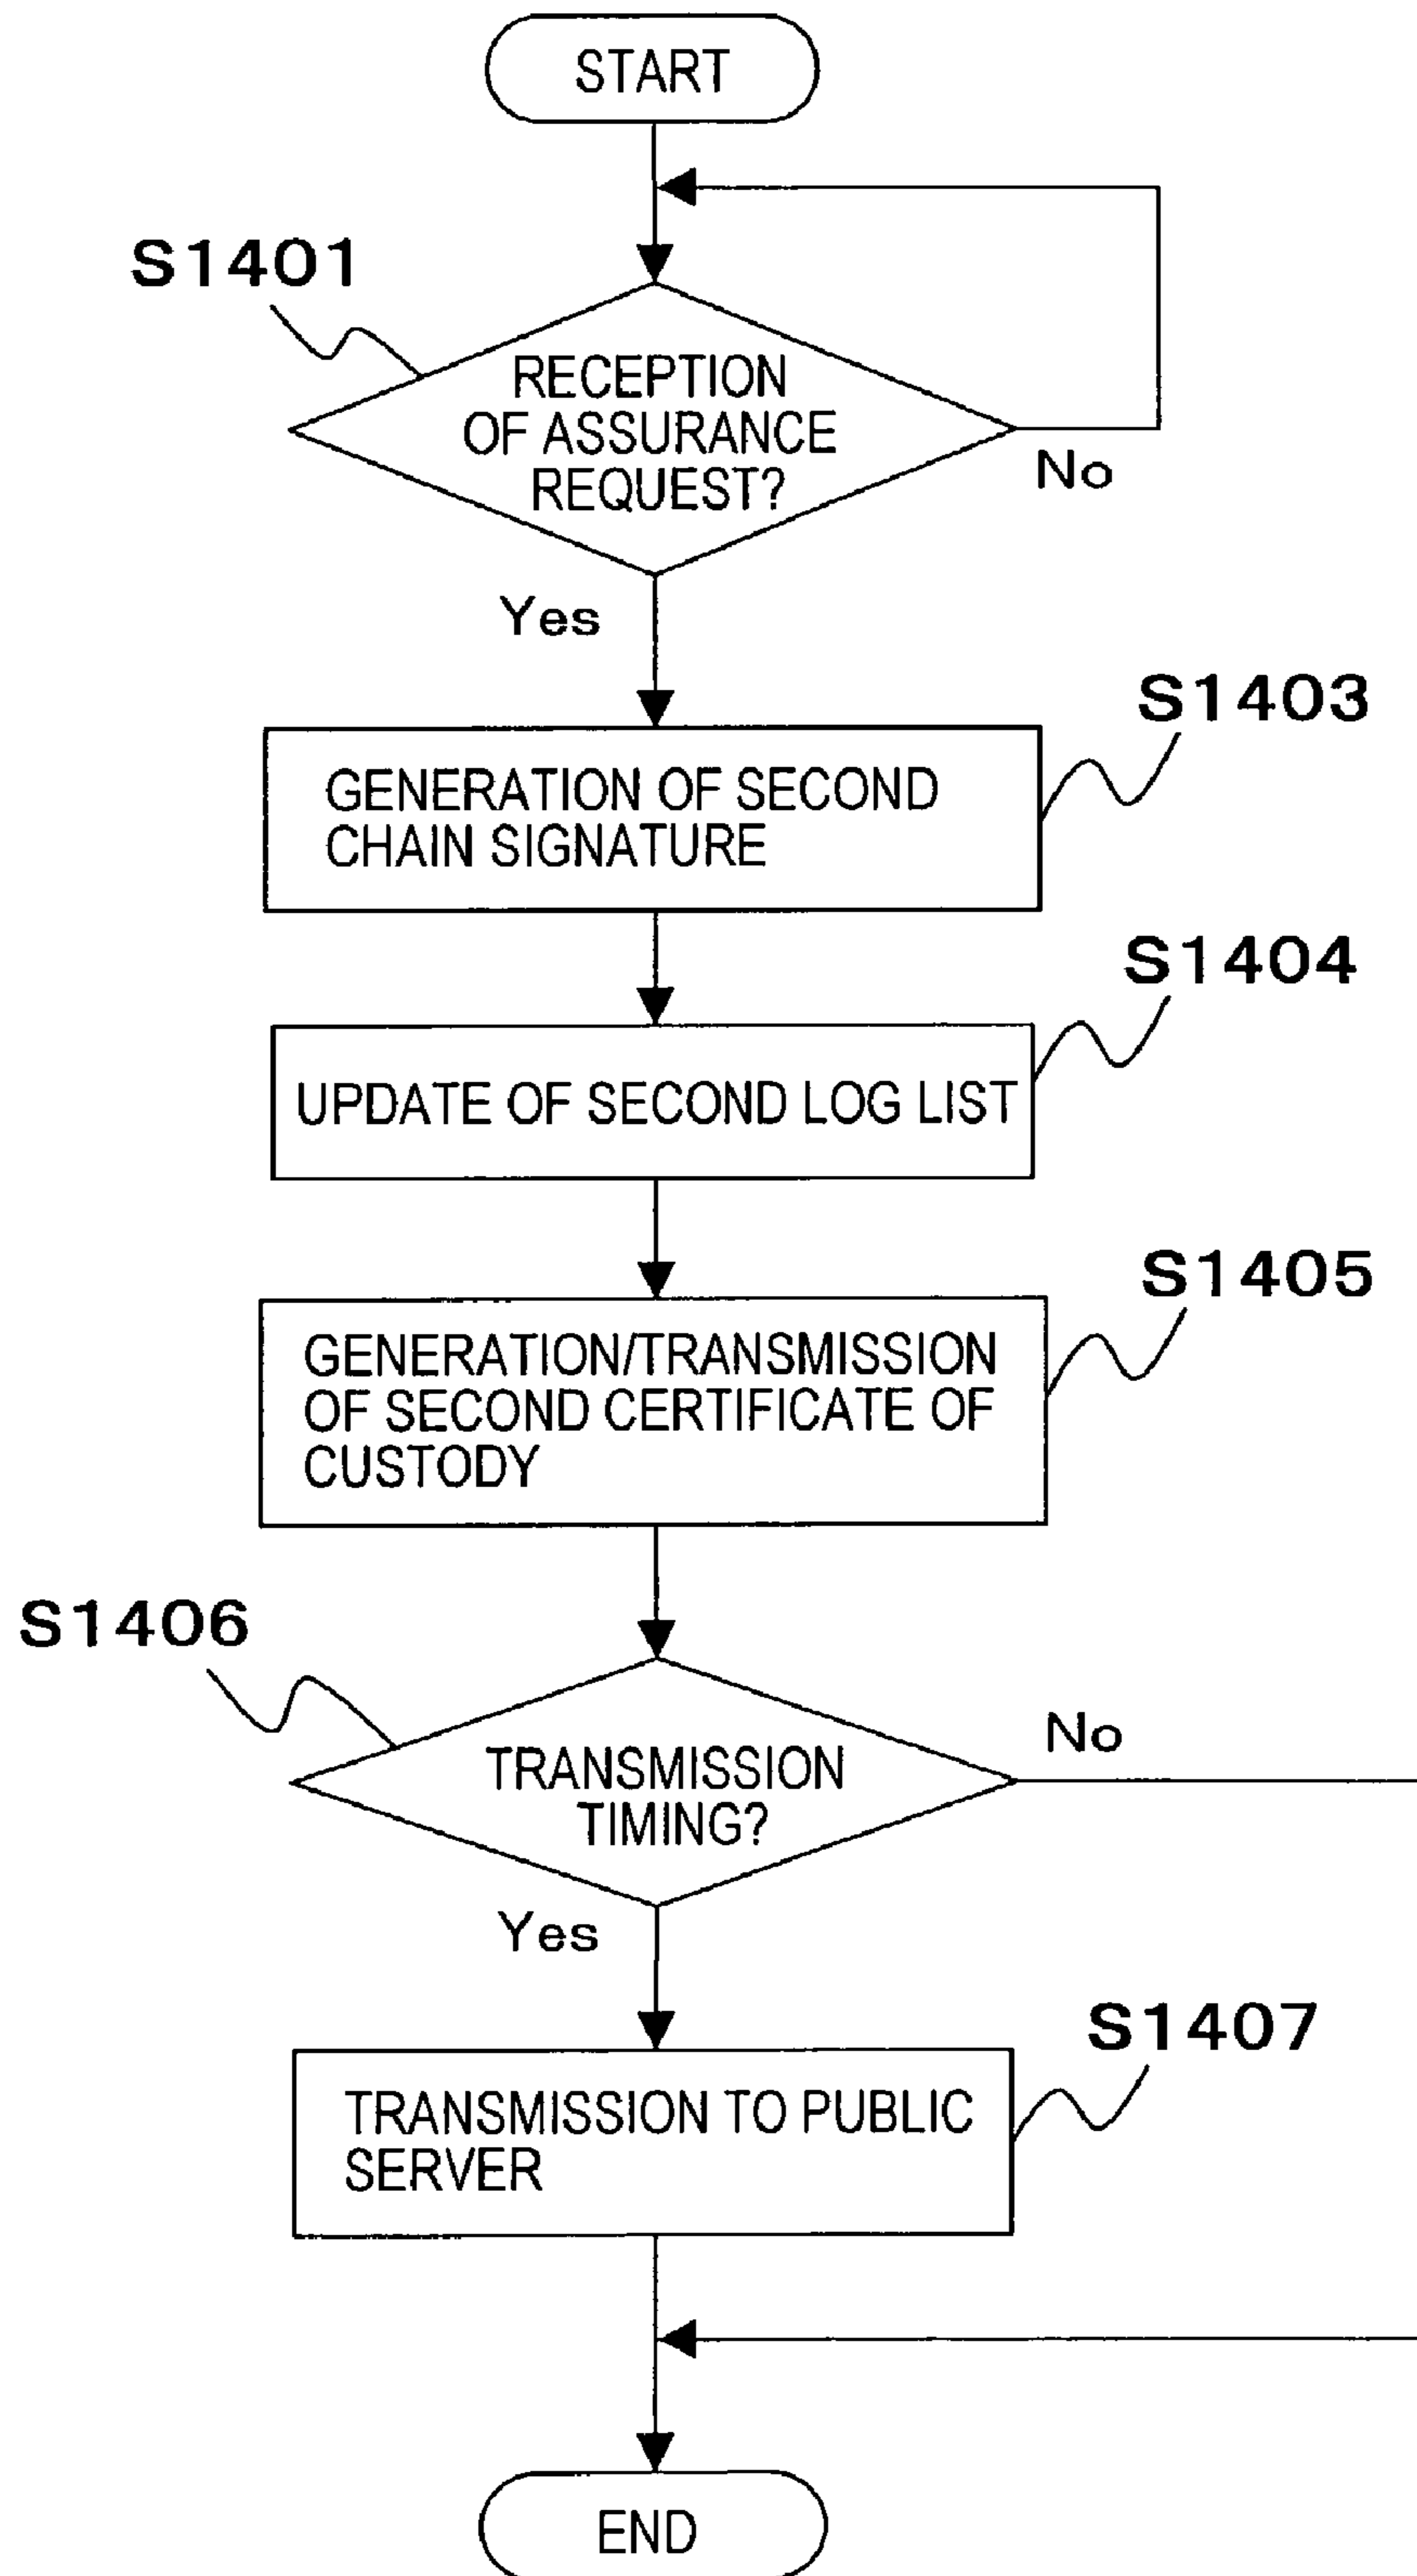 START
S1401
RECEPTION
OF ASSURANCE
REQUEST?
No
Yes
S1403
GENERATION OF SECOND
CHAIN SIGNATURE
S1404
UPDATE OF SECOND LOG LIST
S1405
GENERATION/TRANSMISSION
OF SECOND CERTIFICATE OF
CUSTODY
S1406
No
TRANSMISSION
TIMING?
Yes
S1407
TRANSMISSION TO PUBLIC
SERVER
END